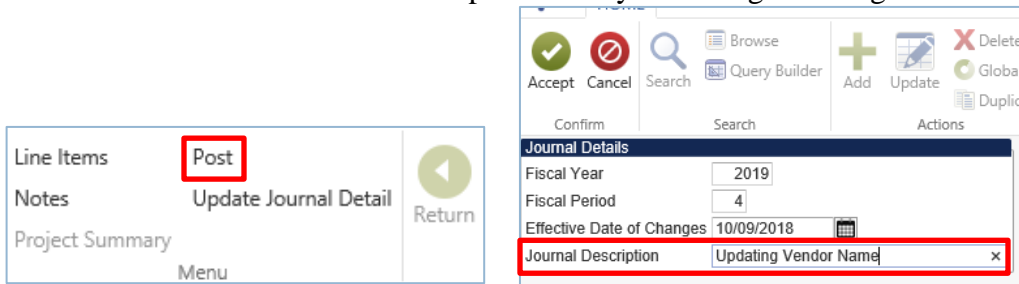 Line Items Post
Notes Update Journal Detail
Project Summary
Return
Menu
Browse
Query Builder
Accept Cancel Search
Add Update
Confirm Search Actions
Journal Details
Fiscal Year 2019
Fiscal Period 4
Effective Date of Changes 10/09/2018
Journal Description Updating Vendor Name ×